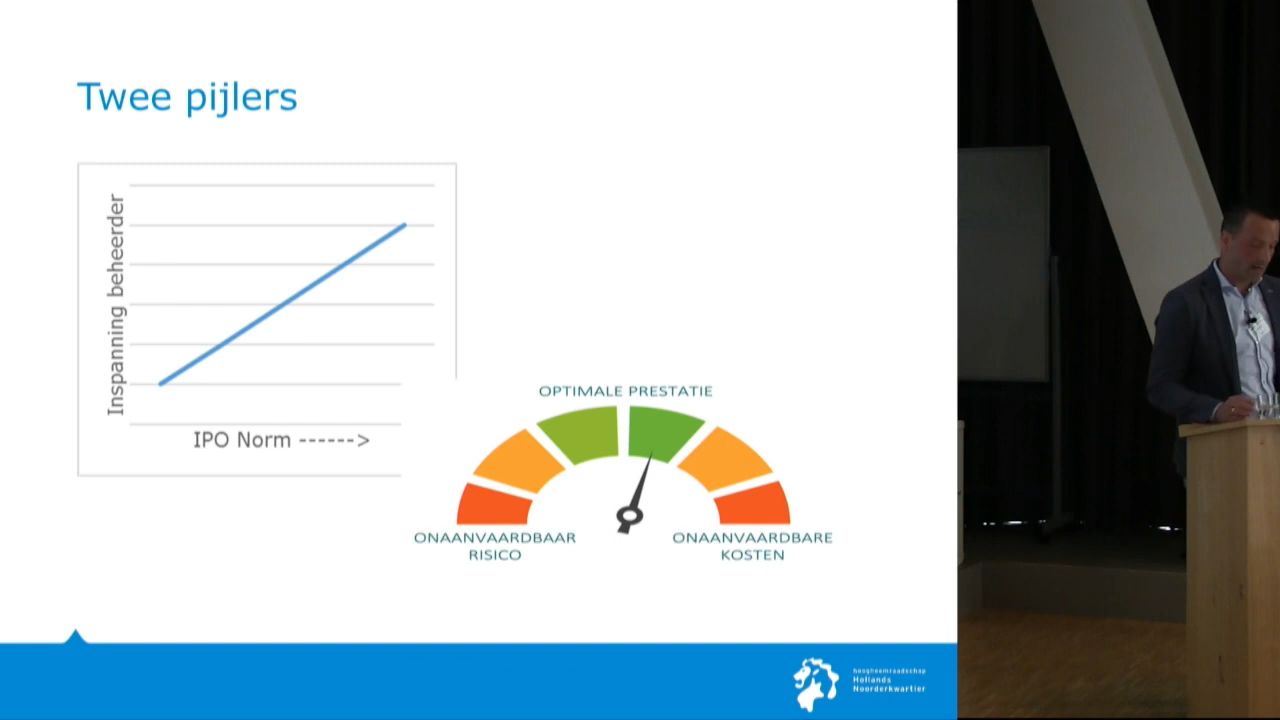 Twee pijlers
Inspanning beheerder
IPO Norm ------>
OPTIMALE PRESTATIE
ONAANVAARDBAAR
RISICO
ONAANVAARDBARE
KOSTEN
hoogheemraadschap
Hollands
Noorderkwartier